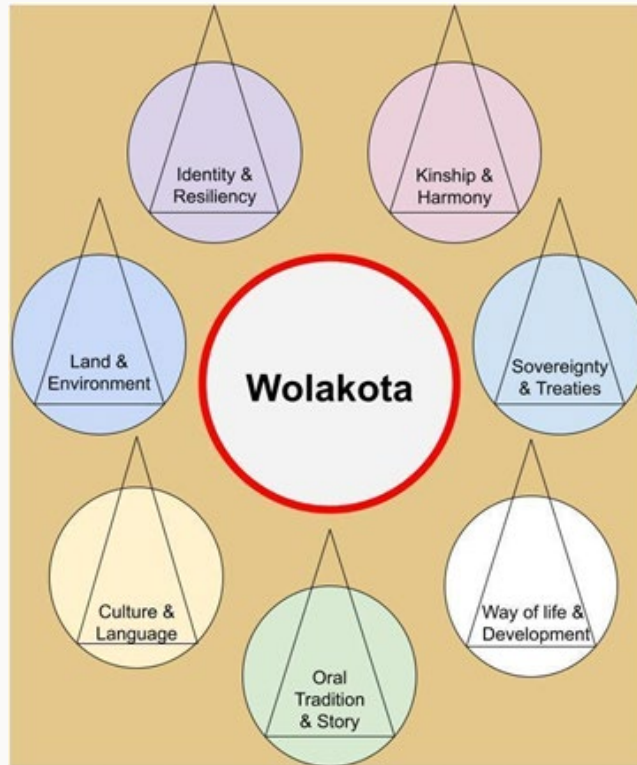 Identity &
Resiliency
Kinship &
Harmony
Land &
Environment
Wolakota
Sovereignty
& Treaties
Culture &
Language
Way of life &
Development
Oral
Tradition
& Story